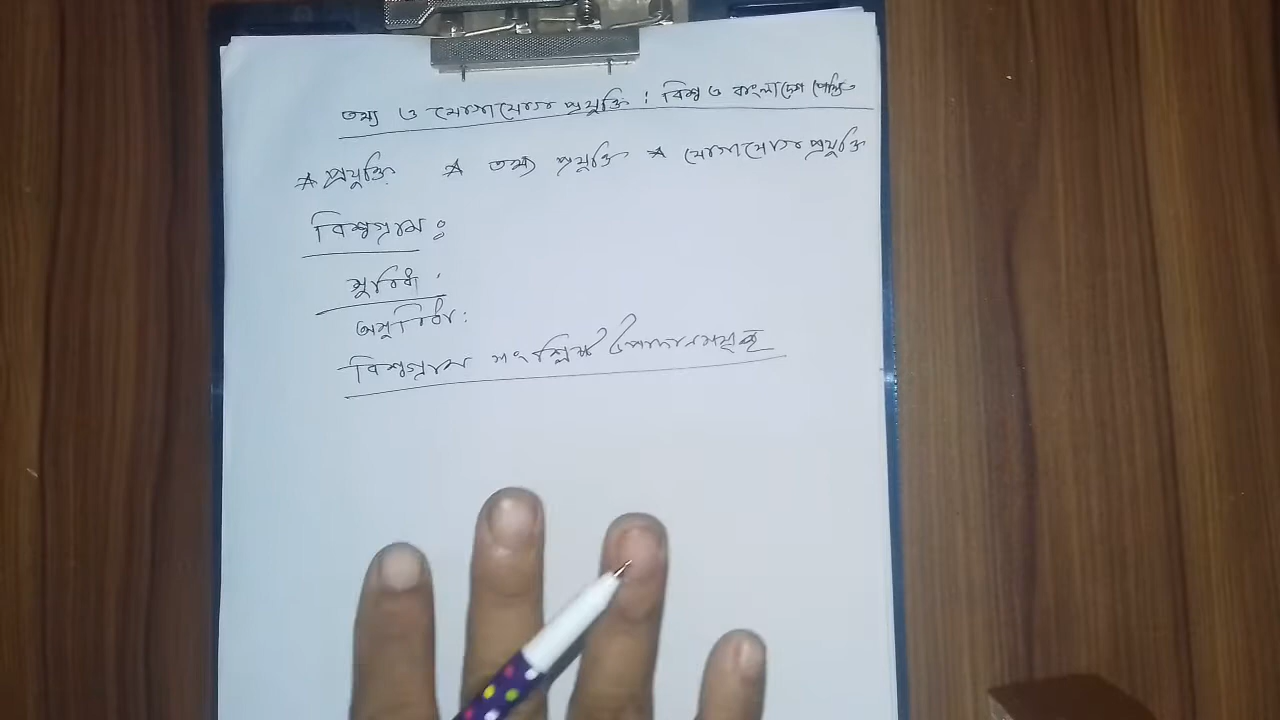 তথ্য ও যোগাযোগ প্রযুক্তি : বিশ্ব ও বাংলাদেশ প্রেক্ষিত
* প্রযুক্তি * তথ্য প্রযুক্তি * যোগাযোগ প্রযুক্তি
বিশ্বগ্রাম :
সুবিধা :
অসুবিধা :
বিশ্বগ্রাম সংশ্লিষ্ট উপাদানসমূহ